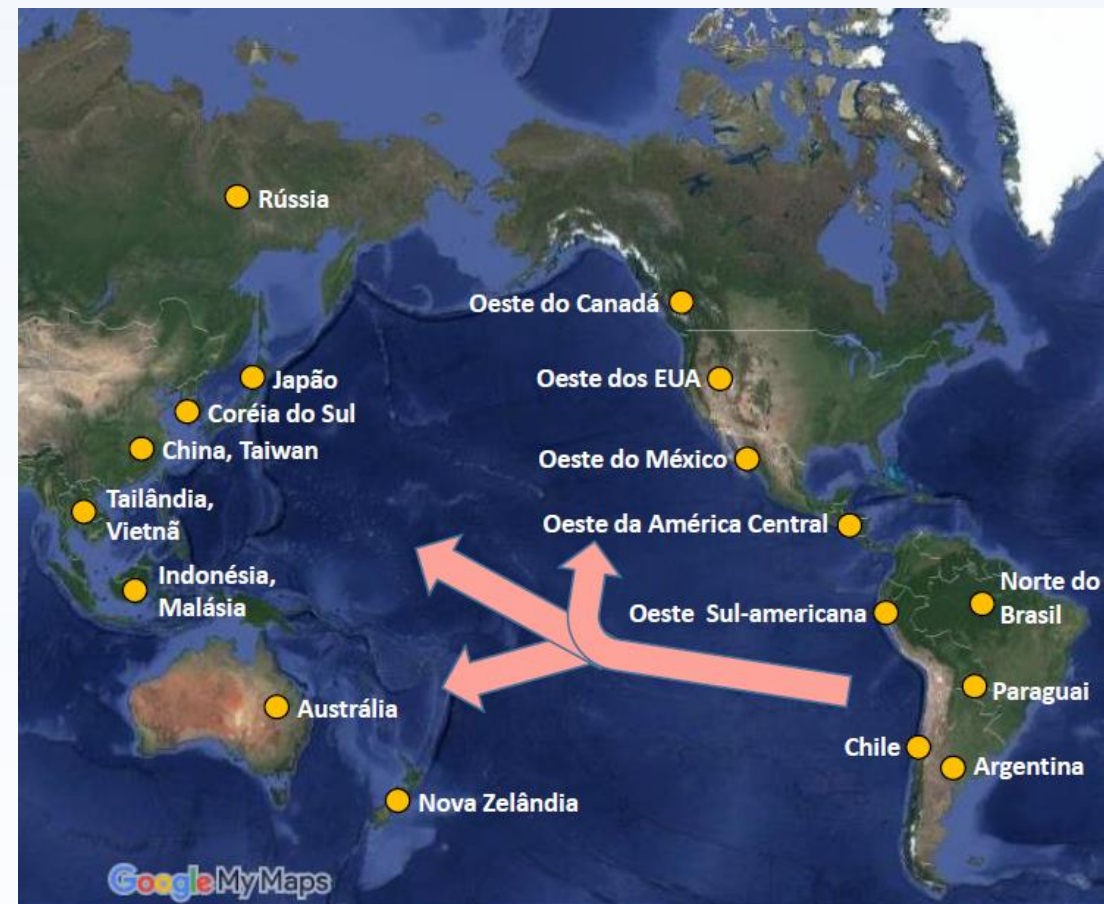 Rússia
Oeste do Canadá
Oeste dos EUA
Japão
Coréia do Sul
China, Taiwan
Oeste do México
Tailândia,
Vietnã
Oeste da América Central
Indonésia,
Malásia
Oeste Sul-americana
Norte do
Brasil
Paraguai
Austrália
Chile
Argentina
Nova Zelândia
Google My Maps